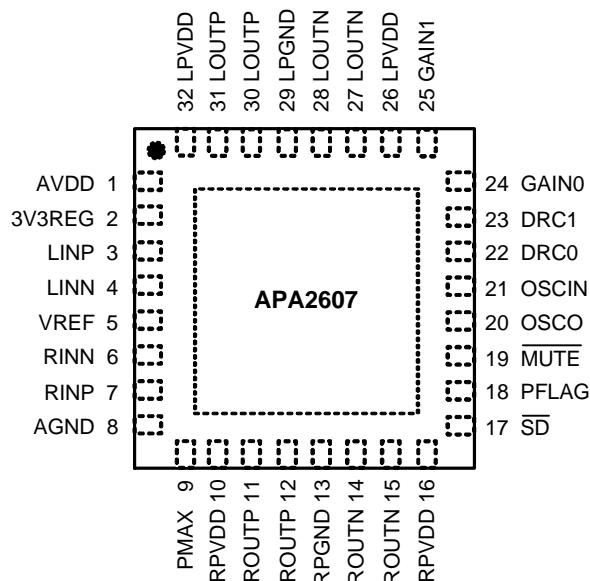 32 LPVDD
31 LOUTP
30 LOUTP
29 LPGND
28 LOUTN
27 LOUTN
26 LPVDD
25 GAIN1
AVDD 1
3V3REG 2
LINP 3
LINN 4
VREF 5
RINN 6
RINP 7
AGND 8
APA2607
24 GAIN0
23 DRC1
22 DRC0
21 OSCIN
20 OSCO
19 MUTE
18 PFLAG
17 SD
PMAX 9
RPVDD 10
ROUTP 11
ROUTP 12
RPGND 13
ROUTN 14
ROUTN 15
RPVDD 16